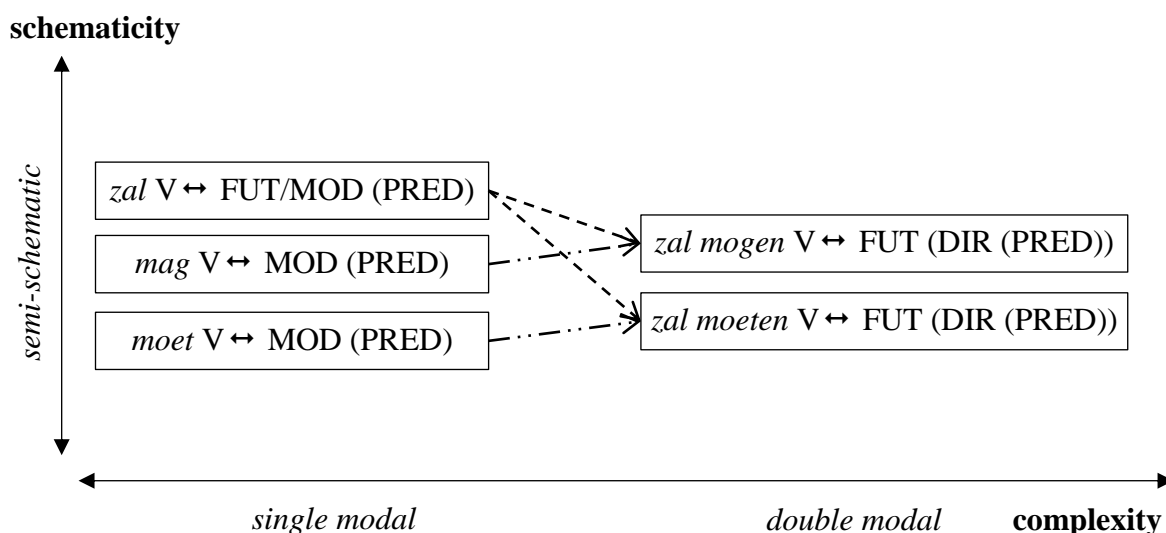 schematicity
semi-schematic
zal V ↔ FUT/MOD (PRED)
mag V ↔ MOD (PRED)
moet V ↔ MOD (PRED)
zal mogen V ↔ FUT (DIR (PRED))
zal moeten V ↔ FUT (DIR (PRED))
single modal
double modal
complexity